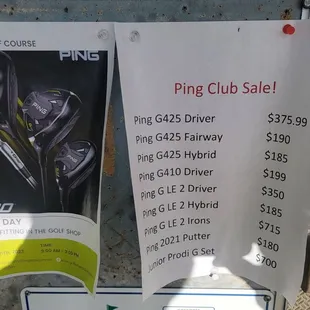 F COURSE
PING
PING
DAY
FITTING IN THE GOLF SHOP
Ping Club Sale!
Ping G425 Driver $375.99
Ping G425 Fairway $190
Ping G425 Hybrid $185
Ping G410 Driver $199
Ping G LE 2 Driver $350
Ping G LE 2 Hybrid $185
Ping G LE 2 Irons $715
Ping 2021 Putter $180
Junior Prodi G Set $700